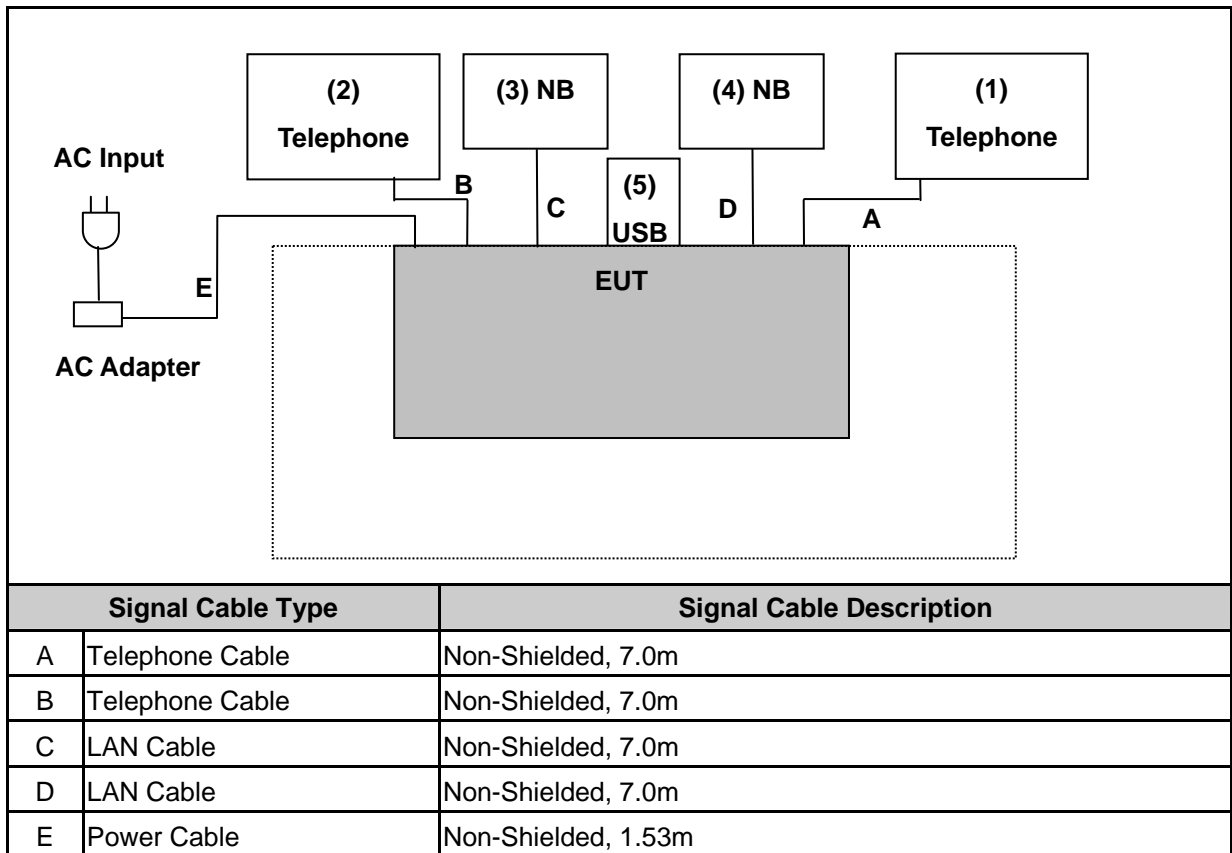 (2)
Telephone
(3) NB
(4) NB
(1)
Telephone
AC Input
B
C
(5)
USB
D
A
E
EUT
AC Adapter
Signal Cable Type Signal Cable Description
A Telephone Cable Non-Shielded, 7.0m
B Telephone Cable Non-Shielded, 7.0m
C LAN Cable Non-Shielded, 7.0m
D LAN Cable Non-Shielded, 7.0m
E Power Cable Non-Shielded, 1.53m